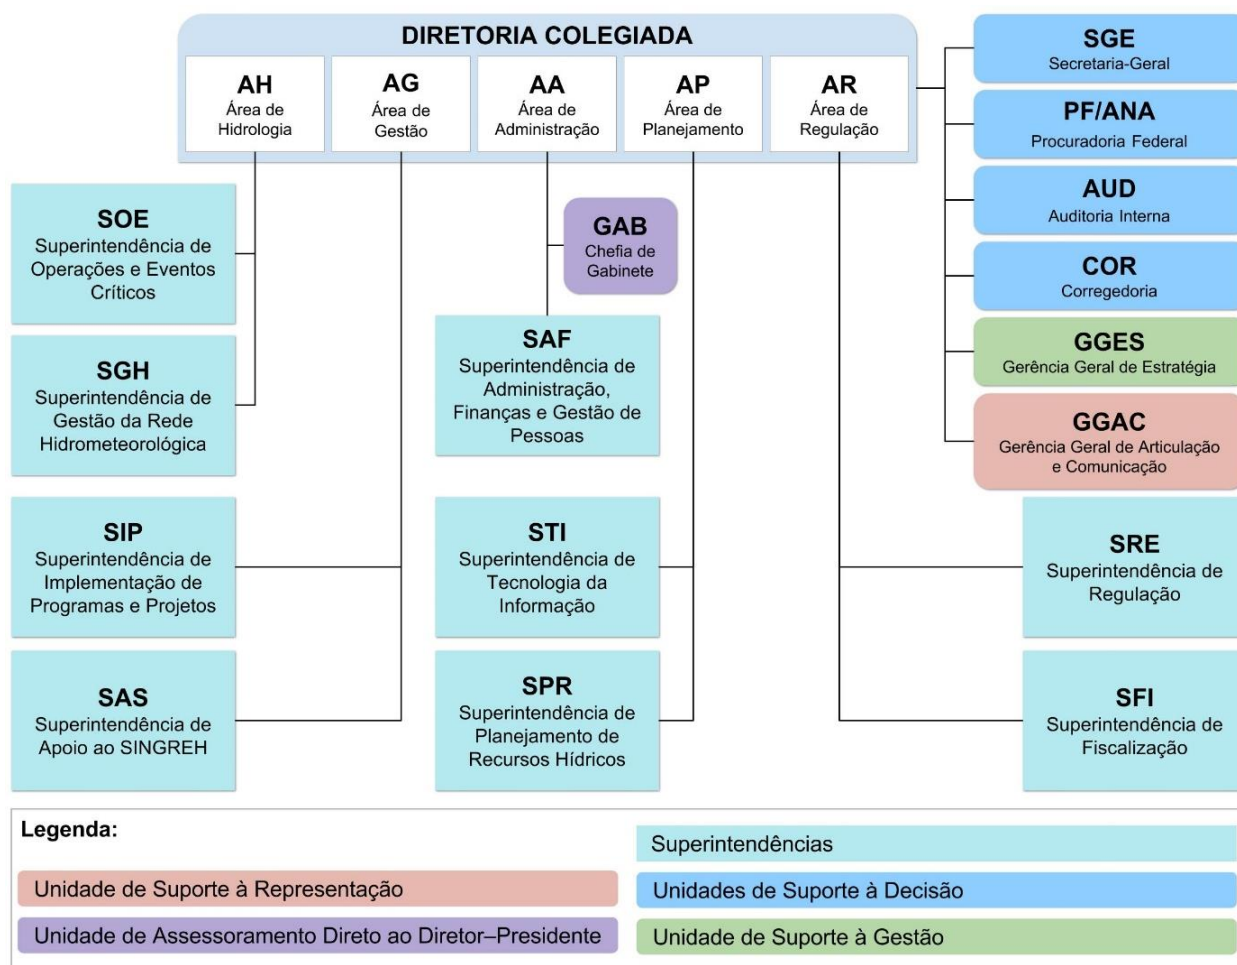 DIRETORIA COLEGIADA
AH
Área de
Hidrologia
AG
Área de
Gestão
AA
Área de
Administração
AP
Área de
Planejamento
AR
Área de
Regulação
SGE
Secretaria-Geral
PF/ANA
Procuradoria Federal
AUD
Auditoria Interna
COR
Corregedoria
GGES
Gerência Geral de Estratégia
GGAC
Gerência Geral de Articulação
e Comunicação
SOE
Superintendência de
Operações e Eventos
Críticos
GAB
Chefia de
Gabinete
SGH
Superintendência de
Gestão da Rede
Hidrometeorológica
SAF
Superintendência de
Administração,
Finanças e Gestão de
Pessoas
SIP
Superintendência de
Implementação de
Programas e Projetos
STI
Superintendência de
Tecnologia da
Informação
SRE
Superintendência de
Regulação
SAS
Superintendência de
Apoio ao SINGREH
SPR
Superintendência de
Planejamento de
Recursos Hídricos
SFI
Superintendência de
Fiscalização
Legenda:
Superintendências
Unidade de Suporte à Representação
Unidades de Suporte à Decisão
Unidade de Assessoramento Direto ao Diretor–Presidente
Unidade de Suporte à Gestão